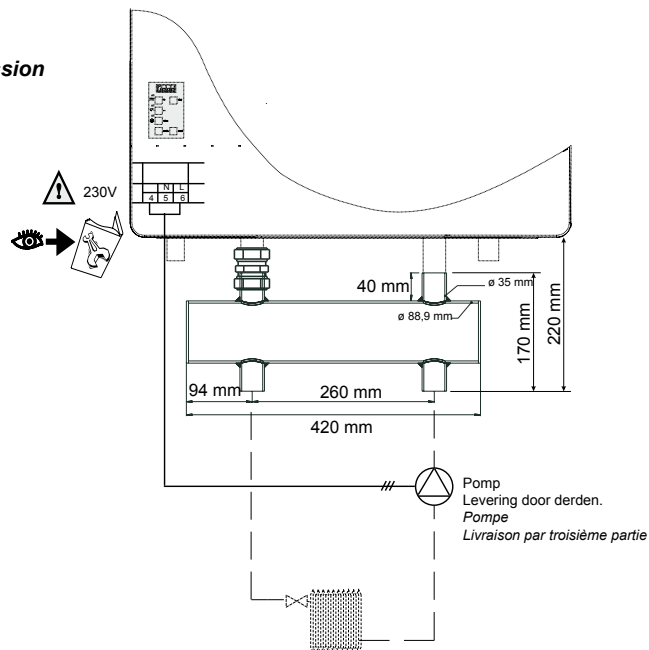 sion
N L
4 5 6
230V
40 mm
ø 35 mm
ø 88,9 mm
170 mm
220 mm
94 mm
260 mm
420 mm
Pomp
Levering door derden.
Pompe
Livraison par troisième partie